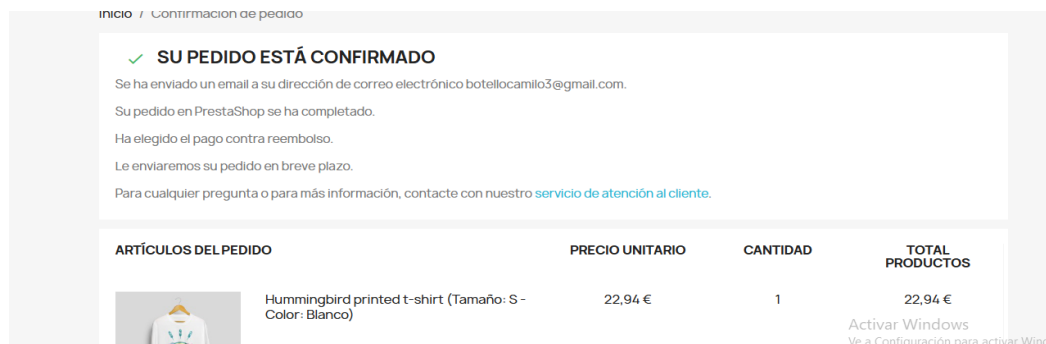 Inicio / Confirmación de pedido
SU PEDIDO ESTÁ CONFIRMADO
Se ha enviado un email a su dirección de correo electrónico botellocamilo3@gmail.com.
Su pedido en PrestaShop se ha completado.
Ha elegido el pago contra reembolso.
Le enviaremos su pedido en breve plazo.
Para cualquier pregunta o para más información, contacte con nuestro servicio de atención al cliente.
ARTÍCULOS DEL PEDIDO PRECIO UNITARIO CANTIDAD TOTAL
PRODUCTOS
Hummingbird printed t-shirt (Tamaño: S - 22,94 € 1 22,94 €
Color: Blanco)
Activar Windows
Ve a Configuración para activar Win